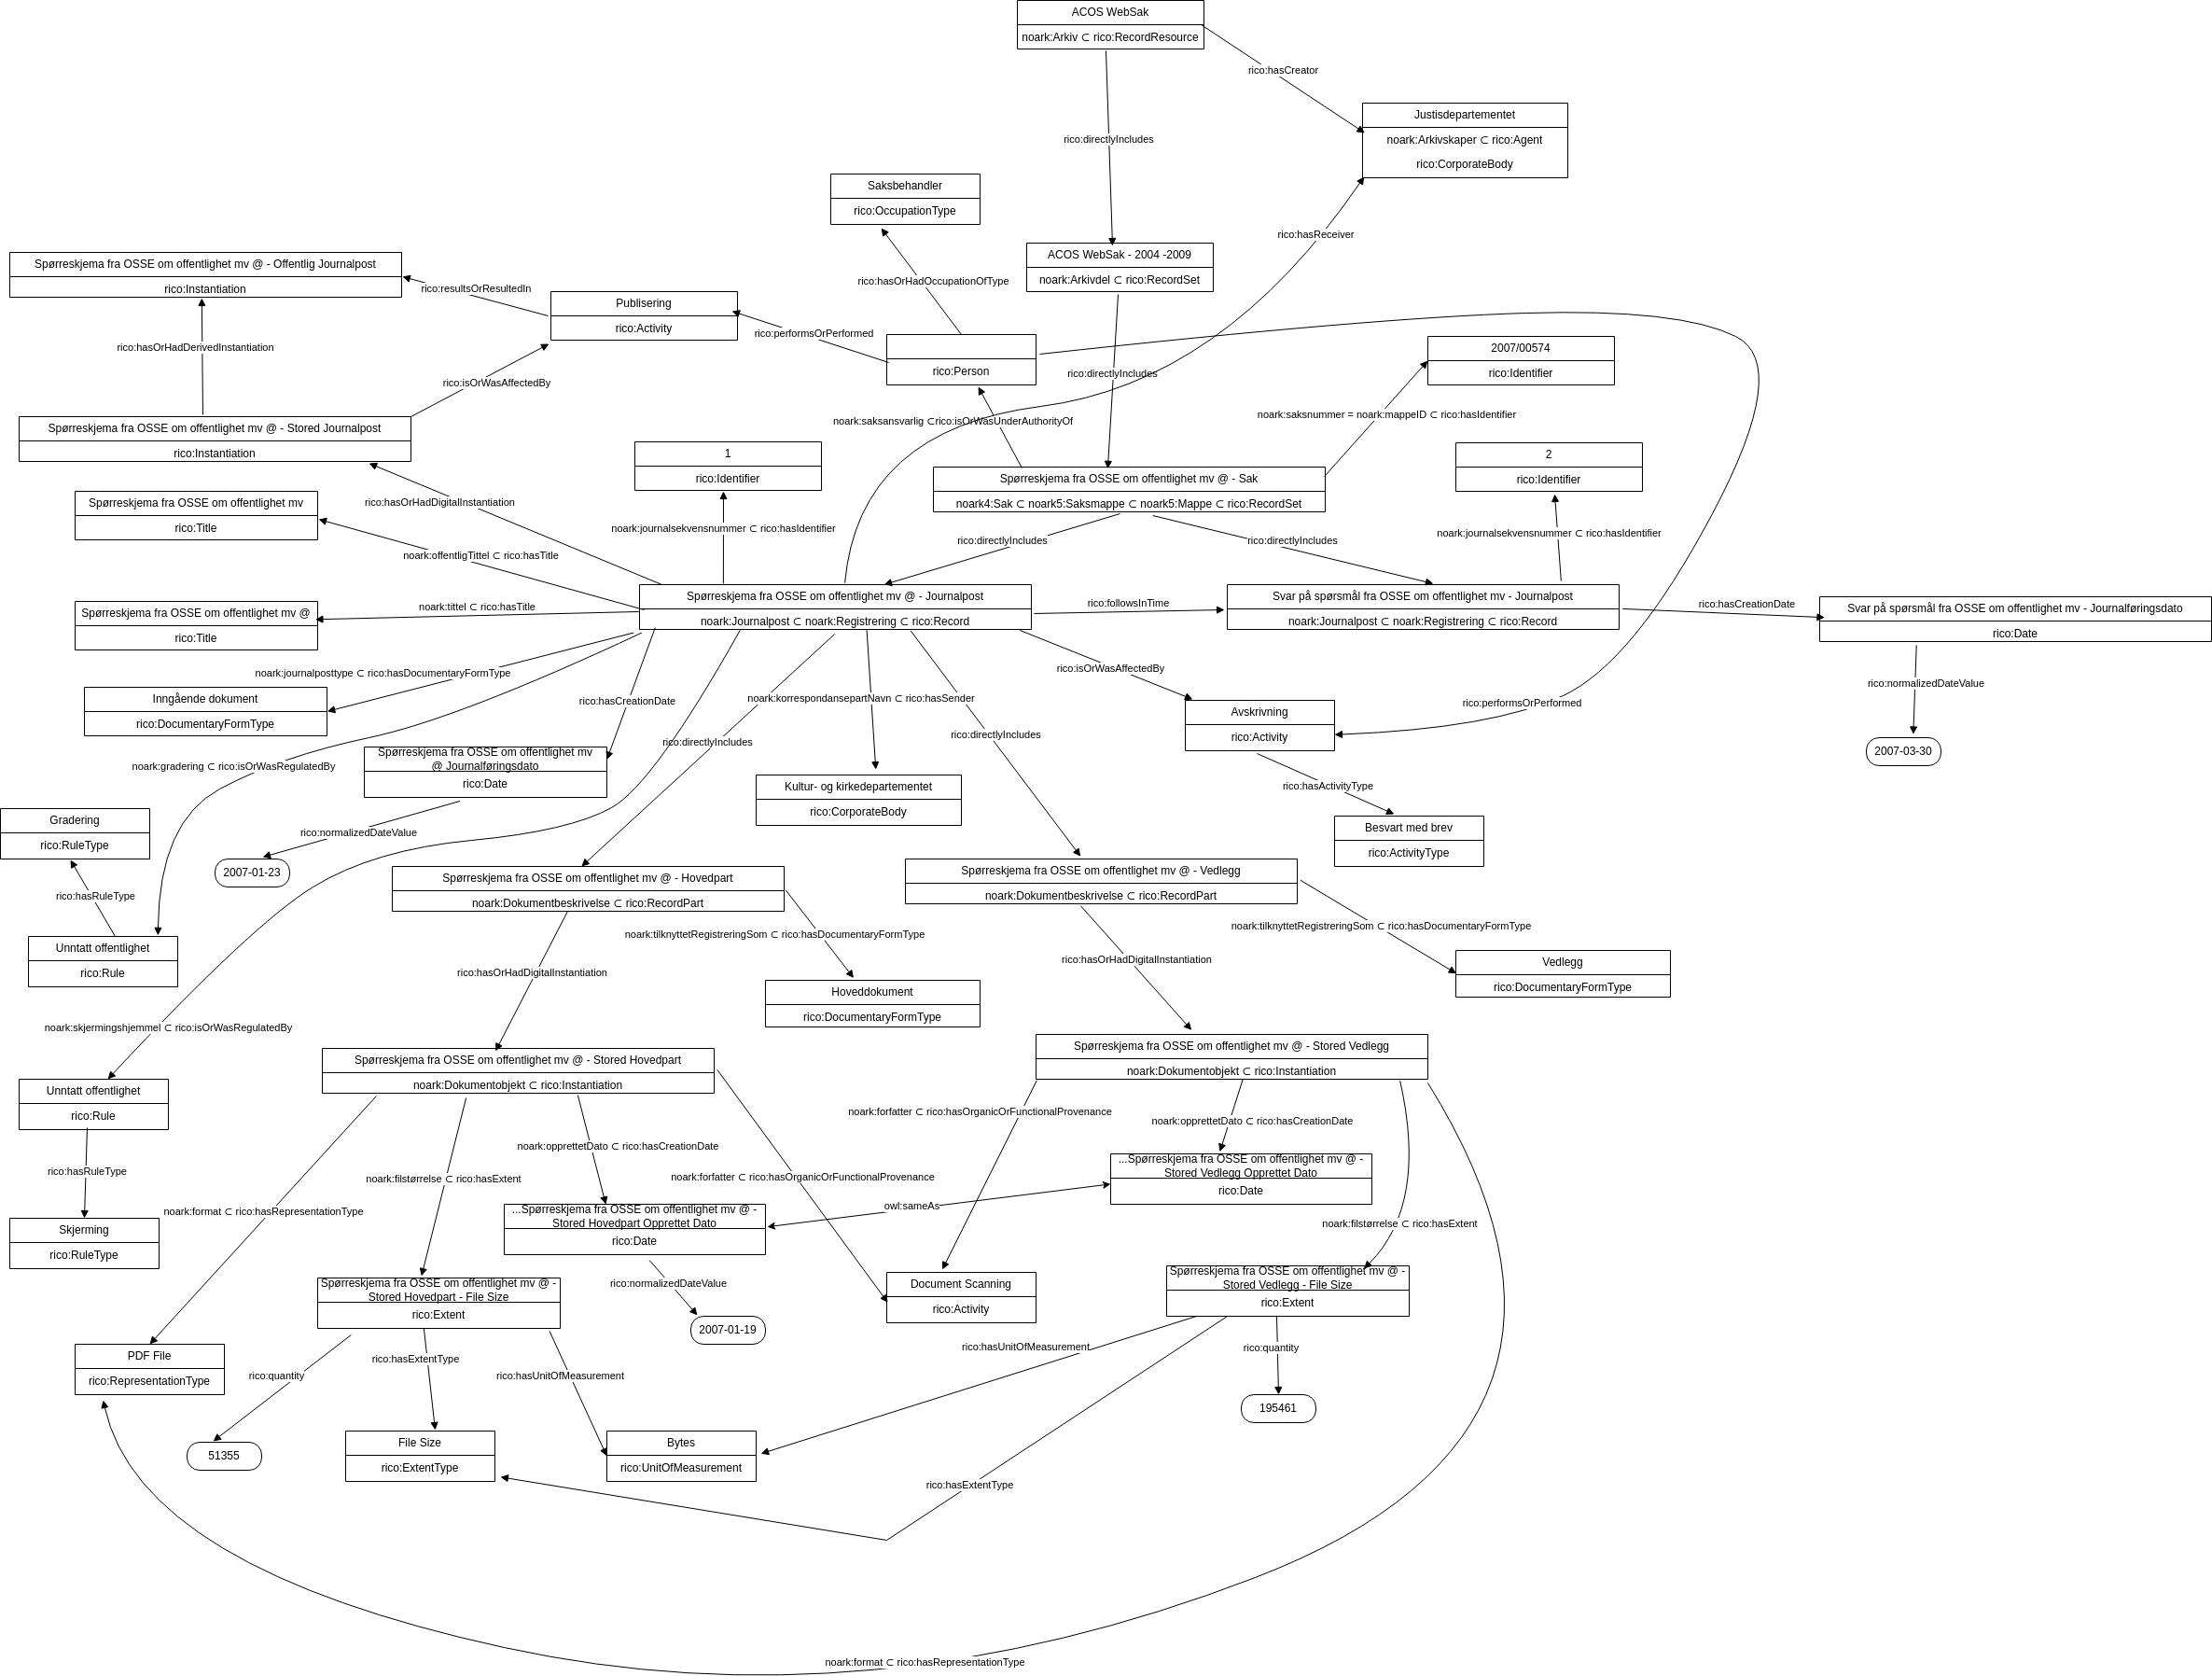 ACOS WebSak
noark:Arkiv ⊂ rico:RecordResource
rico:hasCreator
Justisdepartementet
noark:Arkivskaper ⊂ rico:Agent
rico:CorporateBody
rico:directlyIncludes
Saksbehandler
rico:OccupationType
rico:hasReceiver
ACOS WebSak - 2004 -2009
noark:Arkivdel ⊂ rico:RecordSet
Spørreskjema fra OSSE om offentlighet mv @ - Offentlig Journalpost
rico:Instantiation
rico:resultsOrResultedIn
rico:hasOrHadOccupationOfType
Publisering
rico:Activity
rico:performsOrPerformed
rico:Person
rico:hasOrHadDerivedInstantiation
rico:isOrWasAffectedBy
rico:directlyIncludes
2007/00574
rico:Identifier
noark:saksansvarlig ⊂rico:isOrWasUnderAuthorityOf
noark:saksnummer = noark:mappeID ⊂ rico:hasIdentifier
Spørreskjema fra OSSE om offentlighet mv @ - Stored Journalpost
rico:Instantiation
1
rico:Identifier
2
rico:Identifier
Spørreskjema fra OSSE om offentlighet mv @ - Sak
noark4:Sak ⊂ noark5:Saksmappe ⊂ noark5:Mappe ⊂ rico:RecordSet
rico:hasOrHadDigitalInstantiation
Spørreskjema fra OSSE om offentlighet mv
rico:Title
noark:journalsekvensnummer ⊂ rico:hasIdentifier
rico:directlyIncludes
rico:directlyIncludes
noark:journalsekvensnummer ⊂ rico:hasIdentifier
noark:offentligTittel ⊂ rico:hasTitle
Spørreskjema fra OSSE om offentlighet mv @ - Journalpost
noark:Journalpost ⊂ noark:Registrering ⊂ rico:Record
rico:followsInTime
Svar på spørsmål fra OSSE om offentlighet mv - Journalpost
noark:Journalpost ⊂ noark:Registrering ⊂ rico:Record
rico:hasCreationDate
Svar på spørsmål fra OSSE om offentlighet mv - Journalføringsdato
rico:Date
noark:tittel ⊂ rico:hasTitle
Spørreskjema fra OSSE om offentlighet mv @
rico:Title
noark:journalposttype ⊂ rico:hasDocumentaryFormType
rico:isOrWasAffectedBy
rico:normalizedDateValue
Inngående dokument
rico:DocumentaryFormType
rico:hasCreationDate
noark:korrespondansepartNavn ⊂ rico:hasSender
rico:performsOrPerformed
Avskrivning
rico:Activity
rico:directlyIncludes
rico:directlyIncludes
2007-03-30
noark:gradering ⊂ rico:isOrWasRegulatedBy
Spørreskjema fra OSSE om offentlighet mv
@ Journalføringsdato
rico:Date
Kultur- og kirkedepartementet
rico:CorporateBody
rico:hasActivityType
Besvart med brev
rico:ActivityType
Gradering
rico:RuleType
rico:normalizedDateValue
2007-01-23
rico:hasRuleType
Spørreskjema fra OSSE om offentlighet mv @ - Hovedpart
noark:Dokumentbeskrivelse ⊂ rico:RecordPart
Spørreskjema fra OSSE om offentlighet mv @ - Vedlegg
noark:Dokumentbeskrivelse ⊂ rico:RecordPart
noark:tilknyttetRegistreringSom ⊂ rico:hasDocumentaryFormType
noark:tilknyttetRegistreringSom ⊂ rico:hasDocumentaryFormType
Unntatt offentlighet
rico:Rule
rico:hasOrHadDigitalInstantiation
rico:hasOrHadDigitalInstantiation
Vedlegg
rico:DocumentaryFormType
Hoveddokument
rico:DocumentaryFormType
noark:skjermingshjemmel ⊂ rico:isOrWasRegulatedBy
Spørreskjema fra OSSE om offentlighet mv @ - Stored Hovedpart
noark:Dokumentobjekt ⊂ rico:Instantiation
Spørreskjema fra OSSE om offentlighet mv @ - Stored Vedlegg
noark:Dokumentobjekt ⊂ rico:Instantiation
Unntatt offentlighet
rico:Rule
noark:forfatter ⊂ rico:hasOrganicOrFunctionalProvenance
noark:opprettetDato ⊂ rico:hasCreationDate
noark:opprettetDato ⊂ rico:hasCreationDate
rico:hasRuleType
noark:filstørrelse ⊂ rico:hasExtent
noark:forfatter ⊂ rico:hasOrganicOrFunctionalProvenance
...Spørreskjema fra OSSE om offentlighet mv @ -
Stored Vedlegg Opprettet Dato
rico:Date
noark:format ⊂ rico:hasRepresentationType
owl:sameAs
...Spørreskjema fra OSSE om offentlighet mv @ -
Stored Hovedpart Opprettet Dato
rico:Date
noark:filstørrelse ⊂ rico:hasExtent
Skjerming
rico:RuleType
Spørreskjema fra OSSE om offentlighet mv @ -
Stored Hovedpart - File Size
rico:Extent
rico:normalizedDateValue
2007-01-19
Document Scanning
rico:Activity
Spørreskjema fra OSSE om offentlighet mv @ -
Stored Vedlegg - File Size
rico:Extent
PDF File
rico:RepresentationType
rico:quantity
rico:hasExtentType
rico:hasUnitOfMeasurement
rico:hasUnitOfMeasurement
rico:quantity
195461
51355
File Size
rico:ExtentType
Bytes
rico:UnitOfMeasurement
rico:hasExtentType
noark:format ⊂ rico:hasRepresentationType